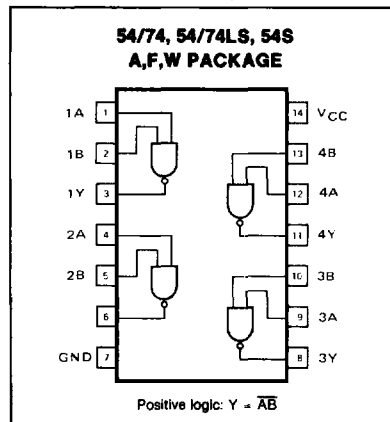 54/74, 54/74LS, 54S
A,F,W PACKAGE
1A 1 14 VCC
1B 2 13 4B
1Y 3 12 4A
2A 4 11 4Y
2B 5 10 3B
6 9 3A
GND 7 8 3Y
Positive logic: Y = A̅B̅